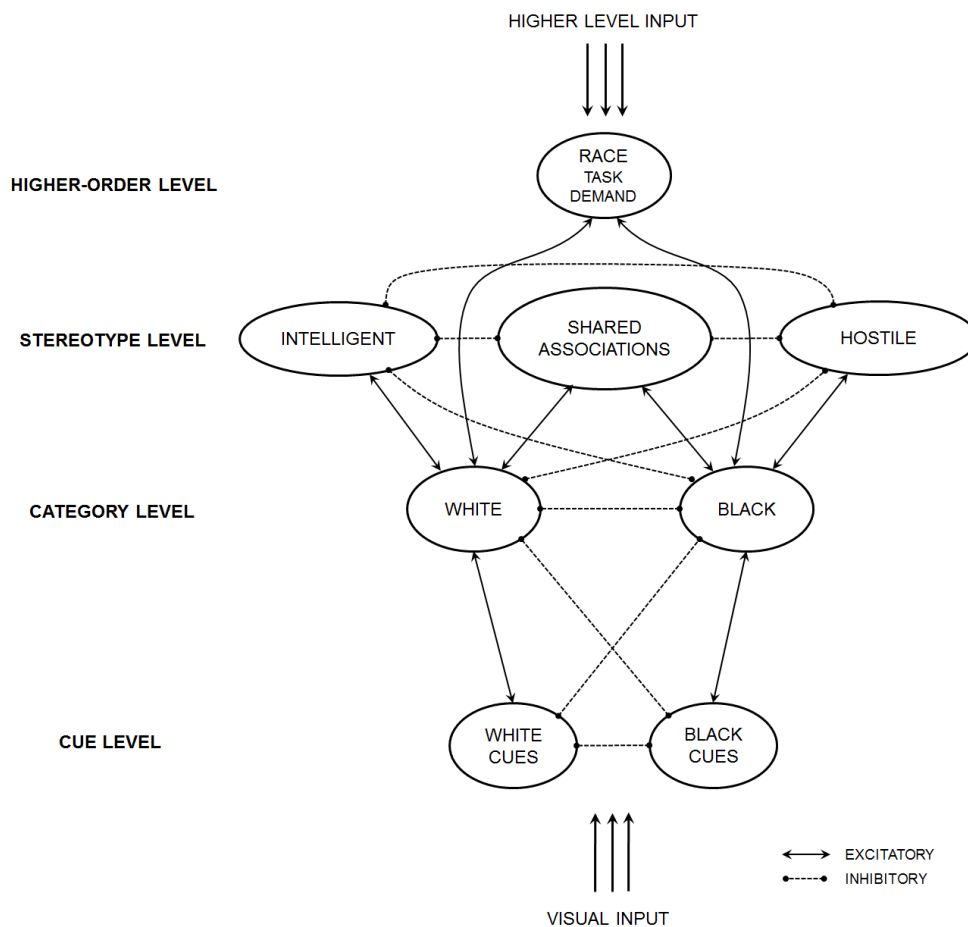 HIGHER LEVEL INPUT
RACE
TASK
DEMAND
HIGHER-ORDER LEVEL
STEREOTYPE LEVEL
INTELLIGENT
SHARED
ASSOCIATIONS
HOSTILE
CATEGORY LEVEL
WHITE
BLACK
CUE LEVEL
WHITE
CUES
BLACK
CUES
EXCITATORY
INHIBITORY
VISUAL INPUT